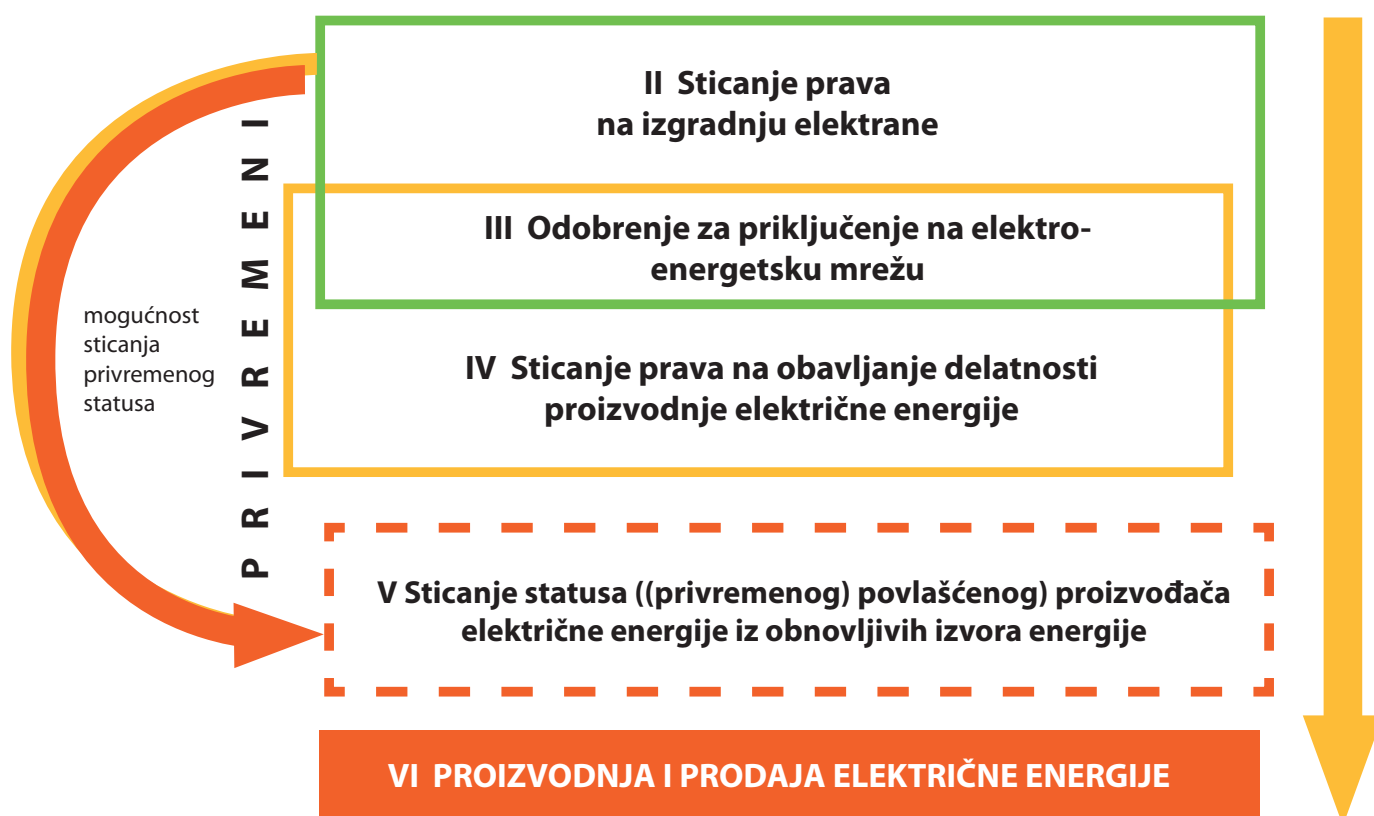 II Sticanje prava
na izgradnju elektrane
III Odobrenje za priključenje na elektro-
energetsku mrežu
mogućnost
sticanja
privremenog
statusa
PRIVREMENI
IV Sticanje prava na obavljanje delatnosti
proizvodnje električne energije
V Sticanje statusa ((privremenog) povlašćenog) proizvođača
električne energije iz obnovljivih izvora energije
VI PROIZVODNJA I PRODAJA ELEKTRIČNE ENERGIJE